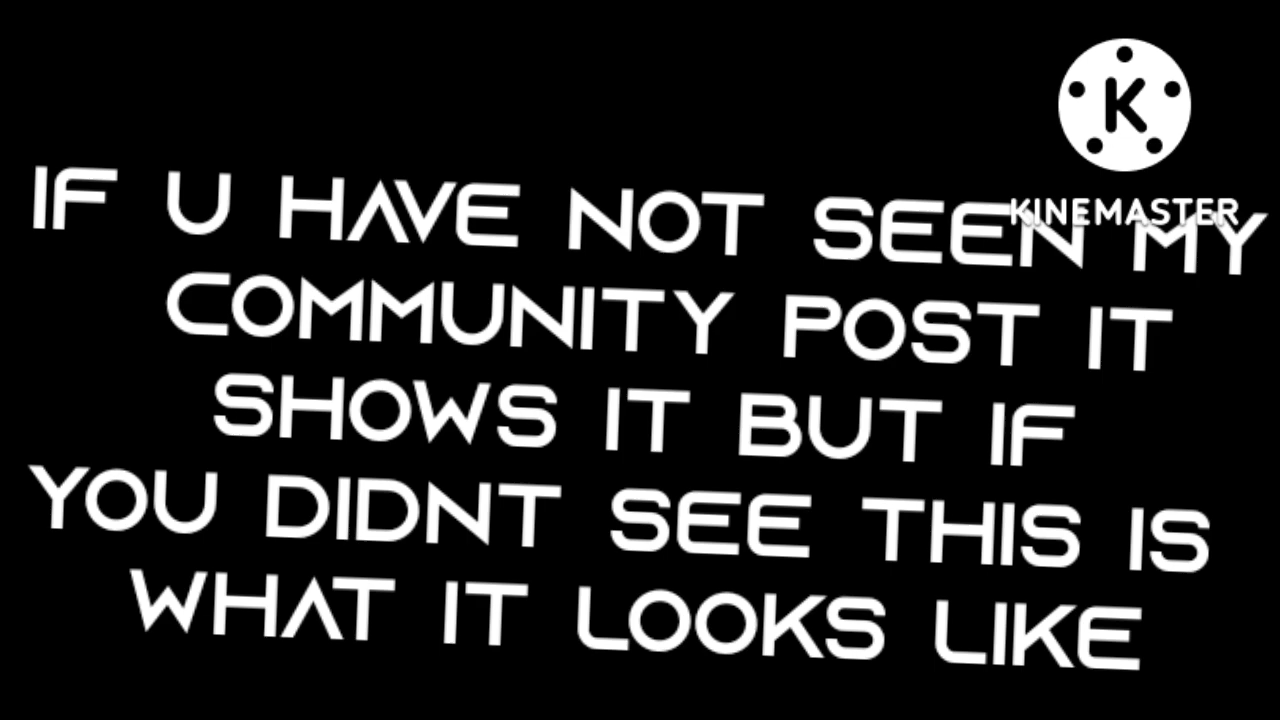 K
KINEMASTER
IF U HAVE NOT SEEN MY
COMMUNITY POST IT
SHOWS IT BUT IF
YOU DIDNT SEE THIS IS
WHAT IT LOOKS LIKE